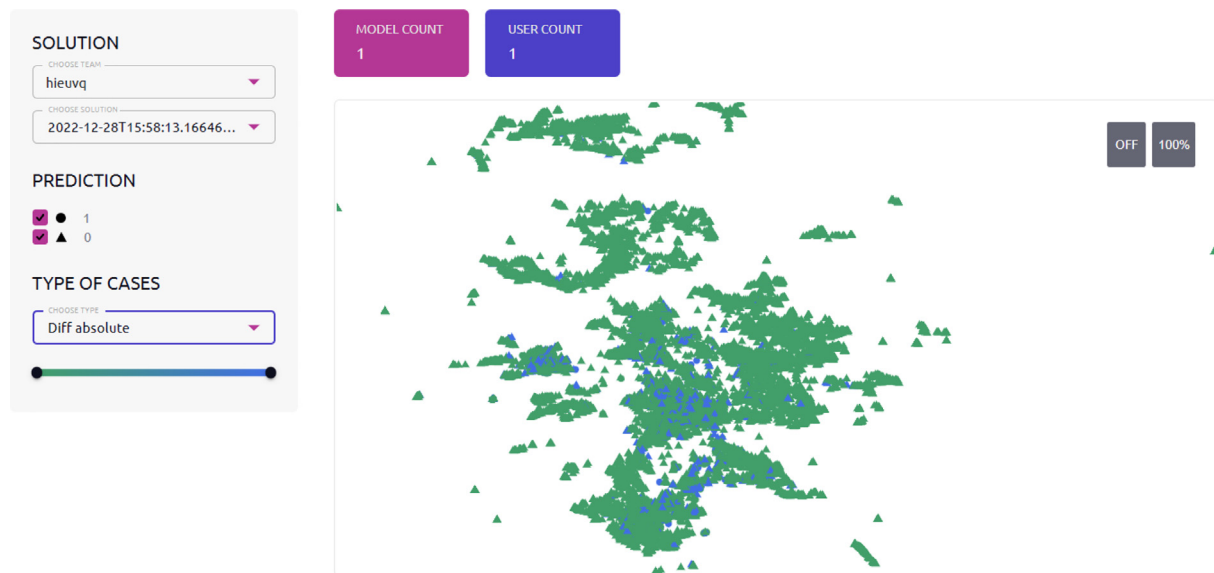 SOLUTION
CHOOSE TEAM
hieuvq
CHOOSE SOLUTION
2022-12-28T15:58:13.16646...
PREDICTION
1
0
TYPE OF CASES
CHOOSE TYPE
Diff absolute
MODEL COUNT
1
USER COUNT
1
OFF
100%